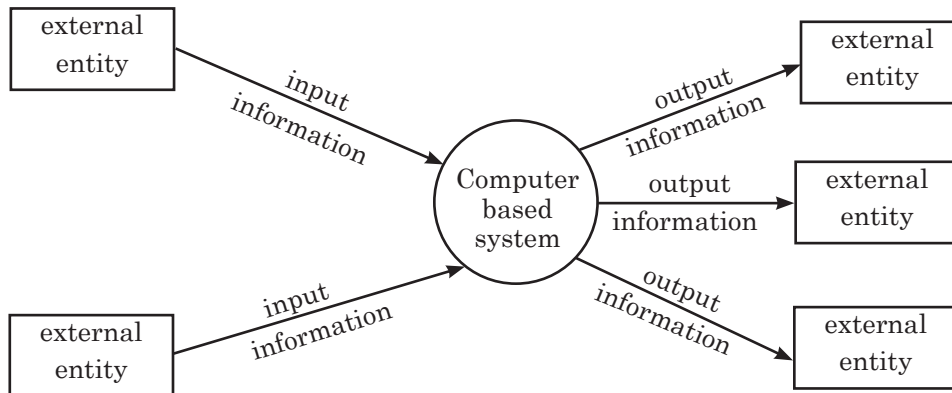 external
entity
input
information
external
entity
input
information
Computer
based
system
output
information
external
entity
output
information
external
entity
output
information
external
entity